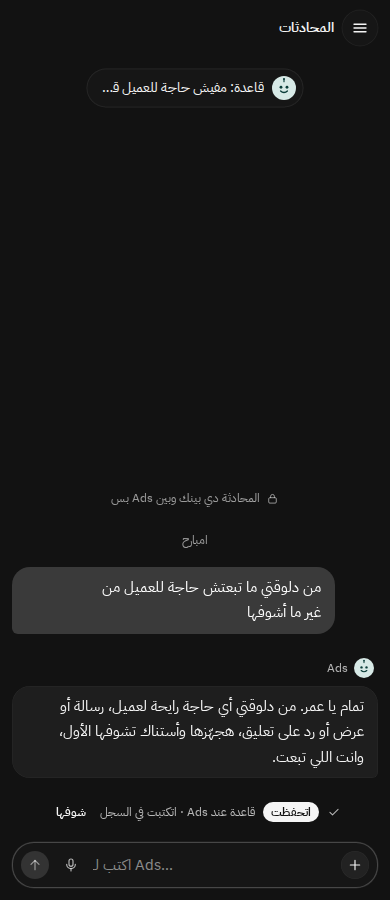 المحادثات
قاعدة: مفيش حاجة للعميل ق...
المحادثة دي بينك وبين Ads بس
امبارح
من دلوقتي ما تبعتش حاجة للعميل من
غير ما أشوفها
Ads
تمام يا عمر. من دلوقتي أي حاجة رايحة لعميل، رسالة أو
عرض أو رد على تعليق، هجهّزها وأستناك تشوفها الأول،
وانت اللي تبعت.
اتحفظت قاعدة عند Ads · اتكتبت في السجل شوفها
اكتب لـ Ads...